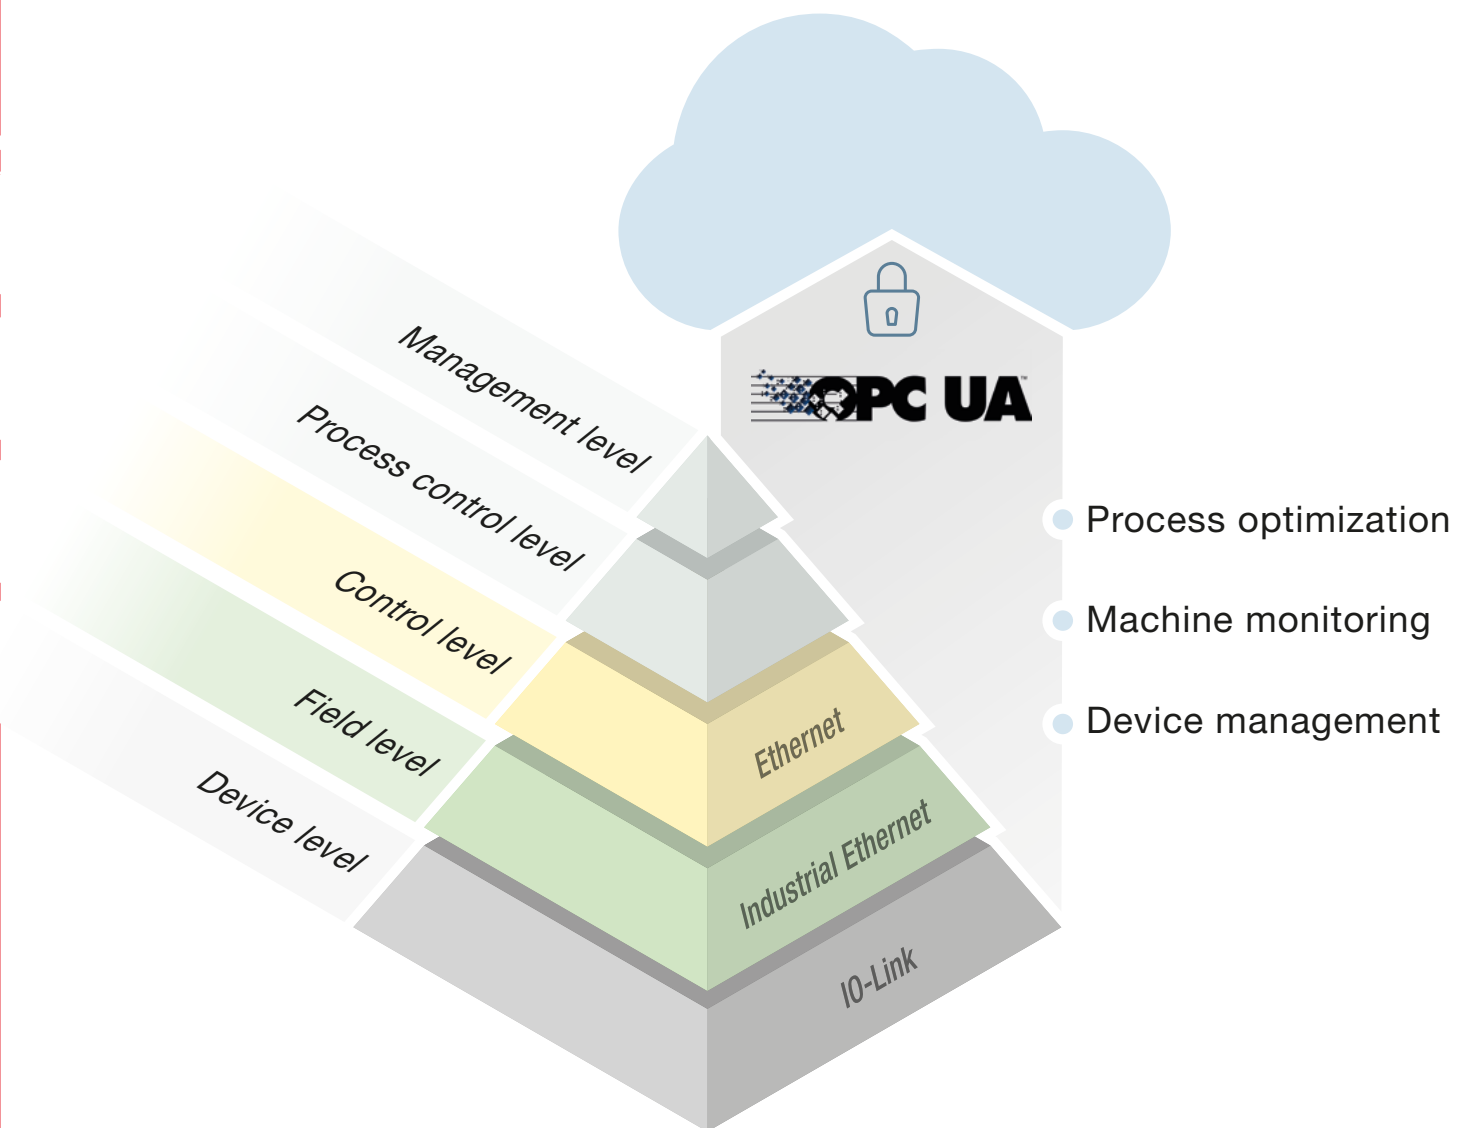 OPC UA
Management level
Process control level
Control level
Field level
Device level
Process optimization
Machine monitoring
Device management
Ethernet
Industrial Ethernet
IO-Link